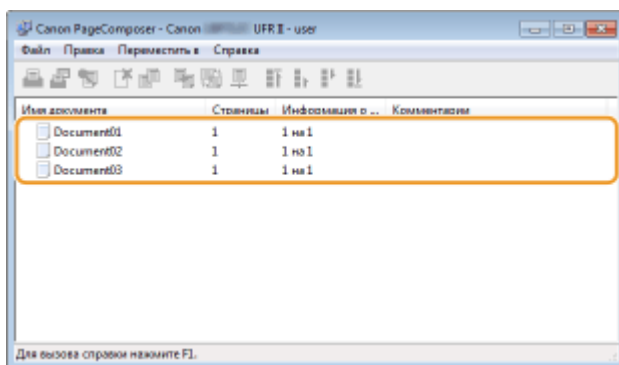 Canon PageComposer - Canon UFR II - user
Файл Правка Переместить в Справка
Имя документа Страницы Информация о ... Комментарии
Document01 1 1 на 1
Document02 1 1 на 1
Document03 1 1 на 1
Для вызова справки нажмите F1.